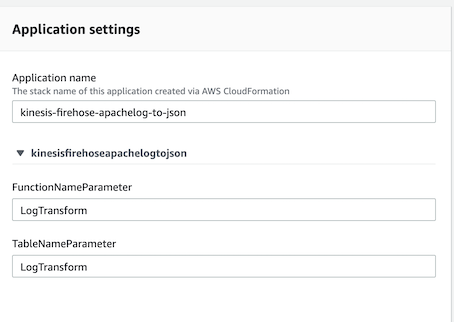 Application settings
Application name
The stack name of this application created via AWS CloudFormation
kinesis-firehose-apachelog-to-json
▼ kinesisfirehoseapachelogtojson
FunctionNameParameter
LogTransform
TableNameParameter
LogTransform